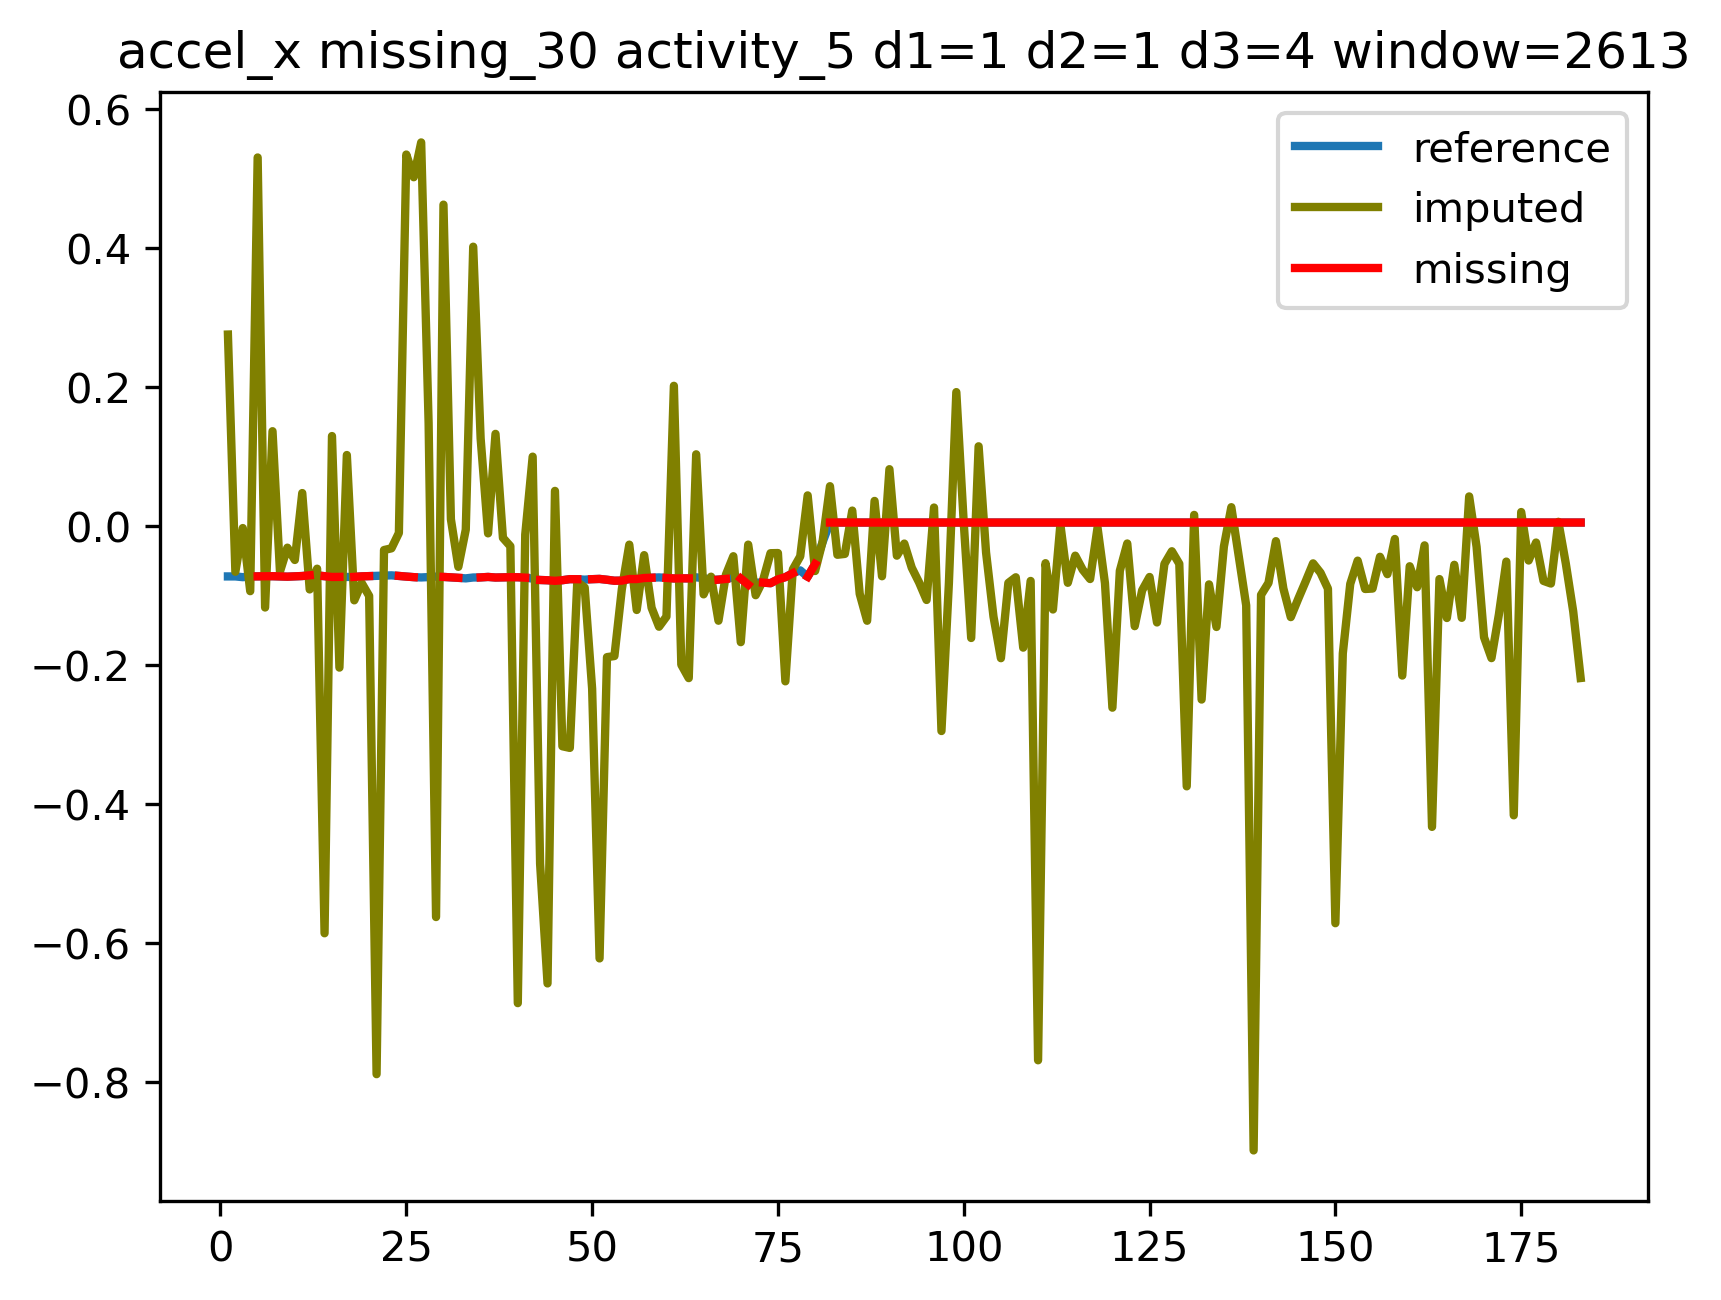 accel_x missing_30 activity_5 d1=1 d2=1 d3=4 window=2613
0.6
0.4
0.2
0.0
−0.2
−0.4
−0.6
−0.8
reference
imputed
missing
0 25 50 75 100 125 150 175